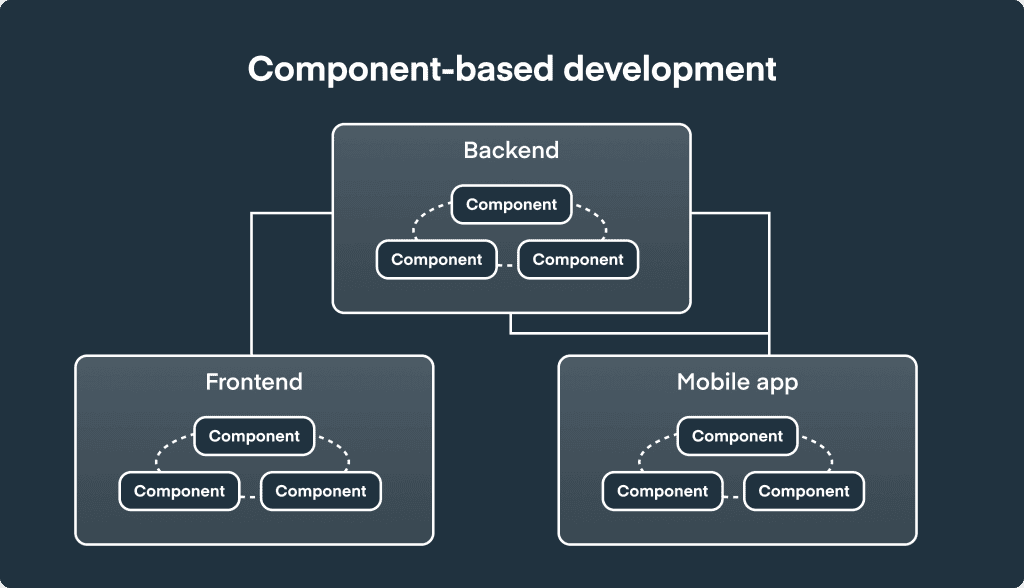 Component-based development
Backend
Component
Component Component
Frontend
Component
Component Component
Mobile app
Component
Component Component